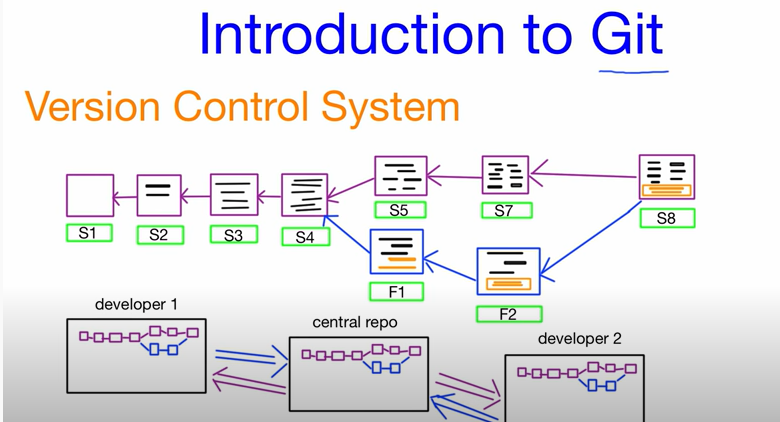 Introduction to Git
Version Control System
S1
S2
S3
S4
S5
S7
S8
F1
F2
developer 1
central repo
developer 2